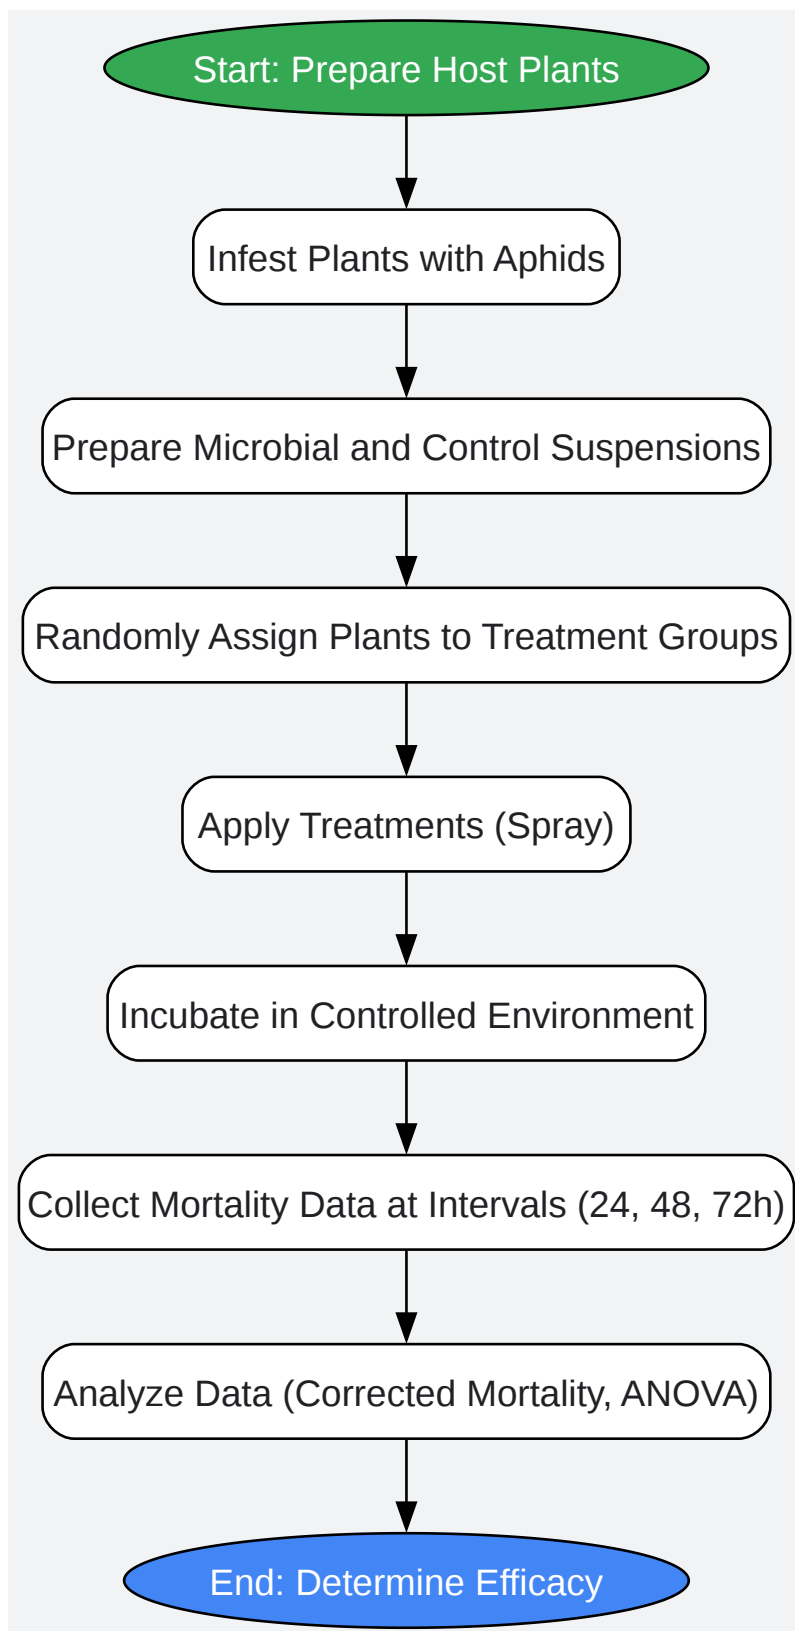 Start: Prepare Host Plants
Infest Plants with Aphids
Prepare Microbial and Control Suspensions
Randomly Assign Plants to Treatment Groups
Apply Treatments (Spray)
Incubate in Controlled Environment
Collect Mortality Data at Intervals (24, 48, 72h)
Analyze Data (Corrected Mortality, ANOVA)
End: Determine Efficacy